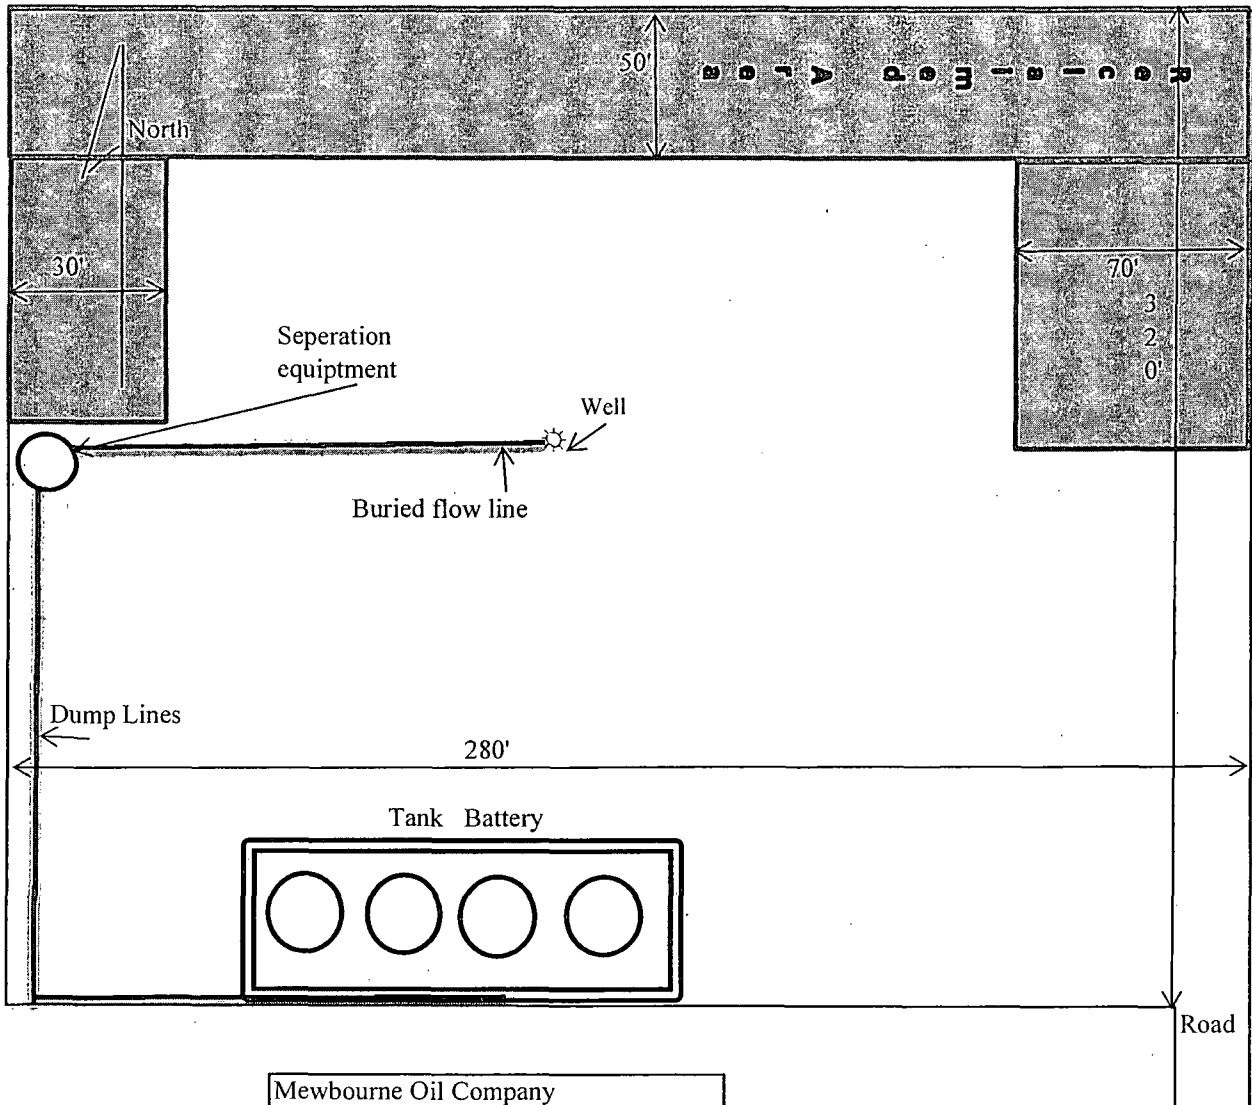 50'
Reclaimed Area
North
30'
70'
320'
Seperation
equiptment
Well
Buried flow line
Dump Lines
280'
Tank Battery
Road
Mewbourne Oil Company